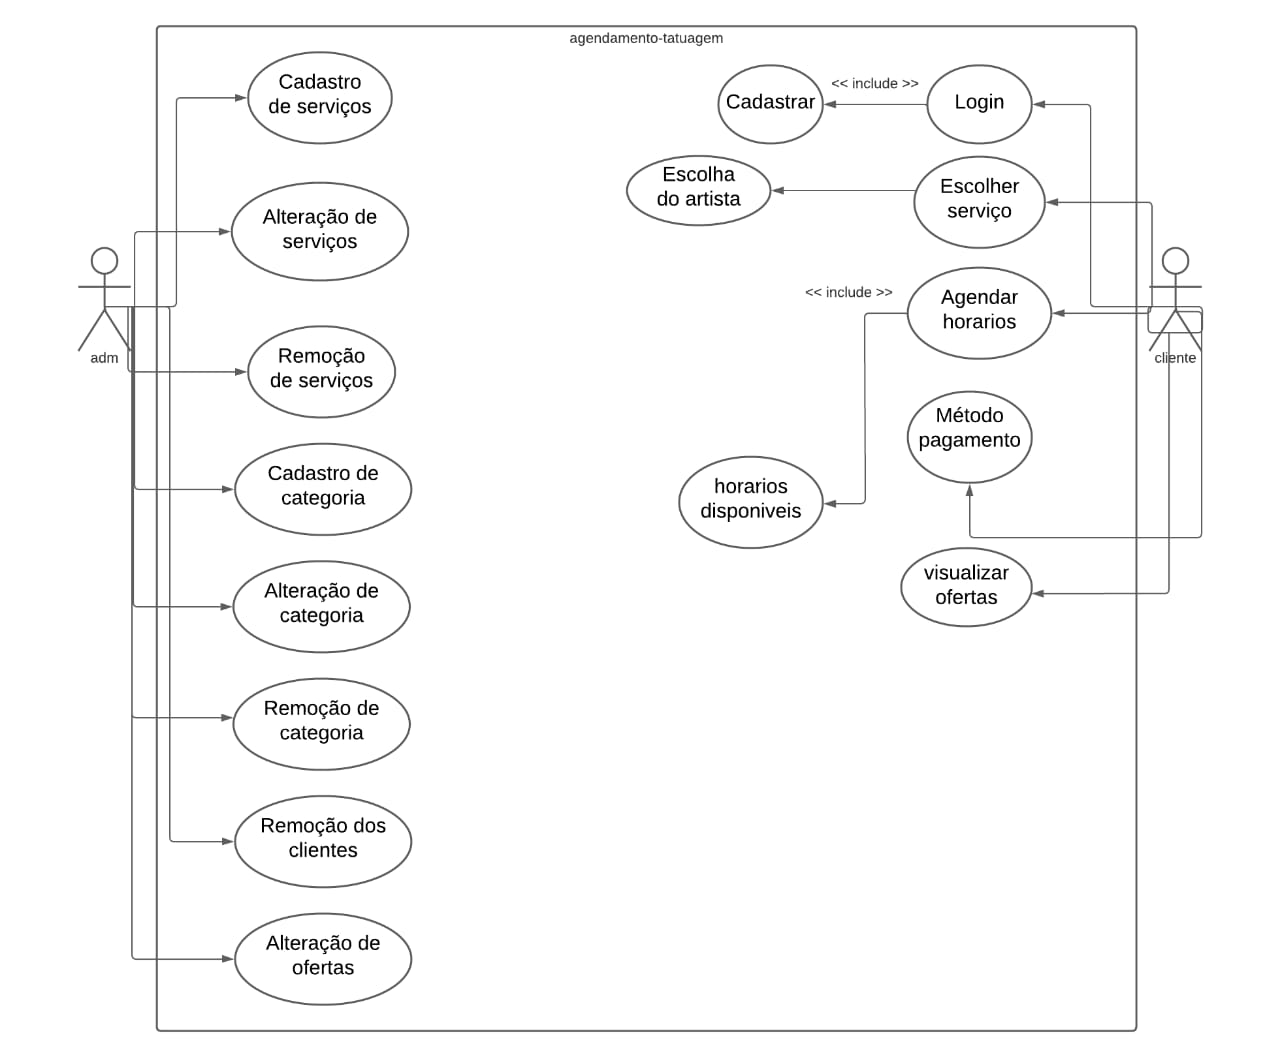 agendamento-tatuagem
Cadastro
de serviços
Alteração de
serviços
adm
Remoção
de serviços
Cadastro de
categoria
Alteração de
categoria
Remoção de
categoria
Remoção dos
clientes
Alteração de
ofertas
Cadastrar
<< include >>
Login
Escolha
do artista
Escolher
serviço
<< include >>
Agendar
horarios
cliente
Método
pagamento
horarios
disponiveis
visualizar
ofertas